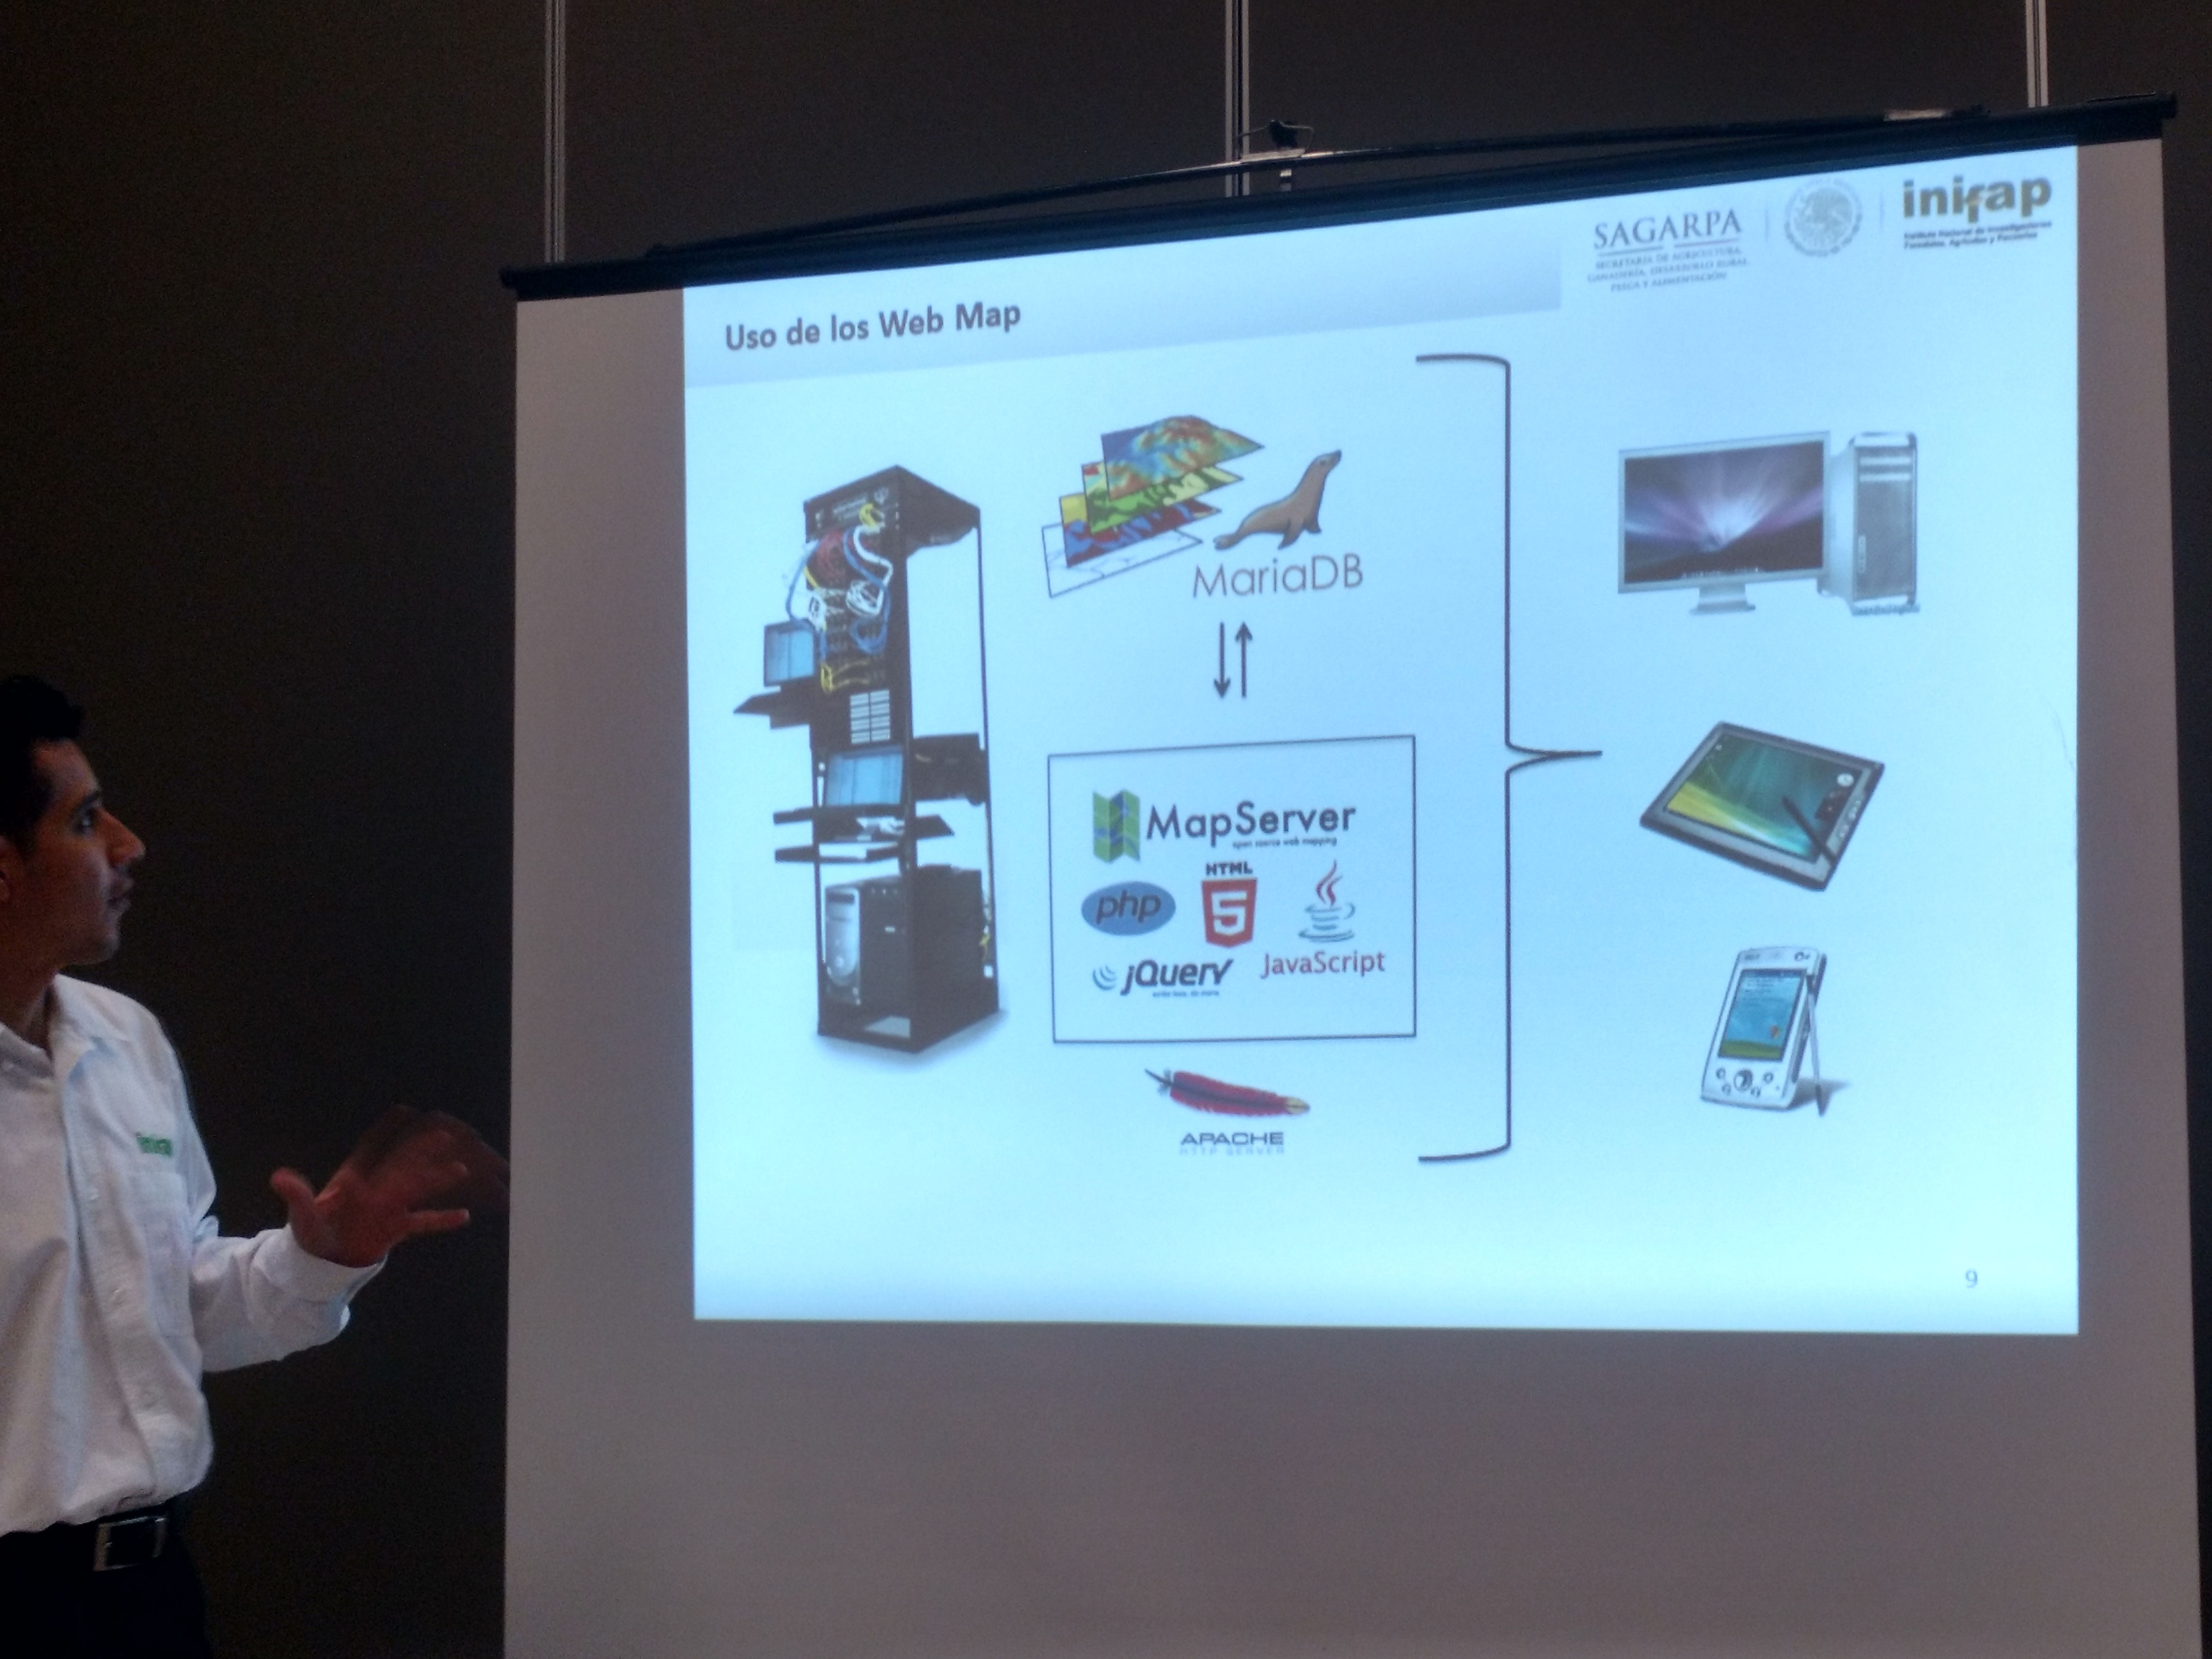 SAGARPA
SECRETARÍA DE AGRICULTURA,
GANADERÍA, DESARROLLO RURAL,
PESCA Y ALIMENTACIÓN
inifap
Instituto Nacional de Investigaciones
Forestales, Agrícolas y Pecuarias
Uso de los Web Map
MariaDB
MapServer
open source web mapping
php
HTML
5
jQuery
write less, do more.
JavaScript
APACHE
HTTP SERVER
9
inifap